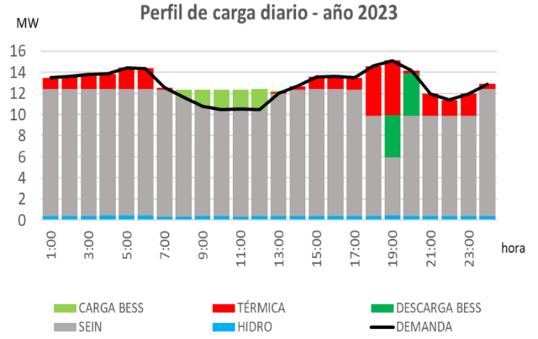 Perfil de carga diario - año 2023
MW
16
14
12
10
8
6
4
2
0
1:00 3:00 5:00 7:00 9:00 11:00 13:00 15:00 17:00 19:00 21:00 23:00
hora
CARGA BESS TÉRMICA DESCARGA BESS
SEIN HIDRO DEMANDA